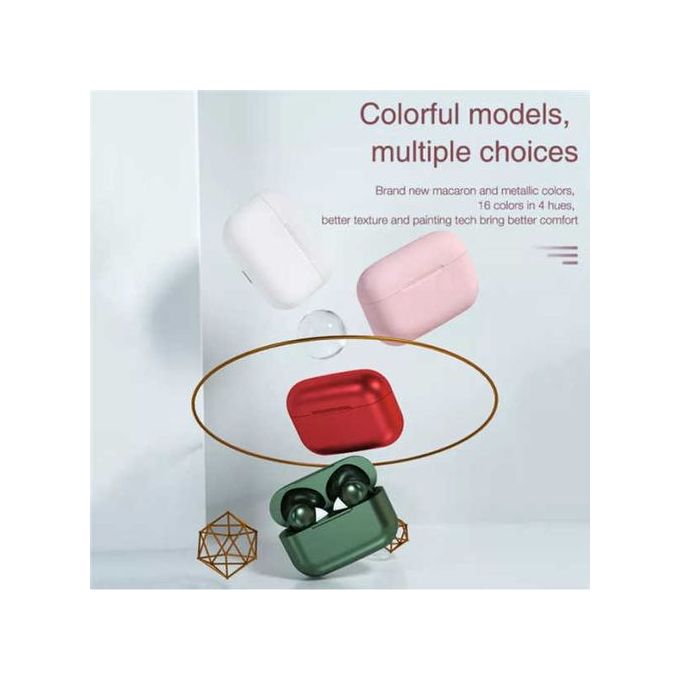 Colorful models,
multiple choices
Brand new macaron and metallic colors,
16 colors in 4 hues,
better texture and painting tech bring better comfort